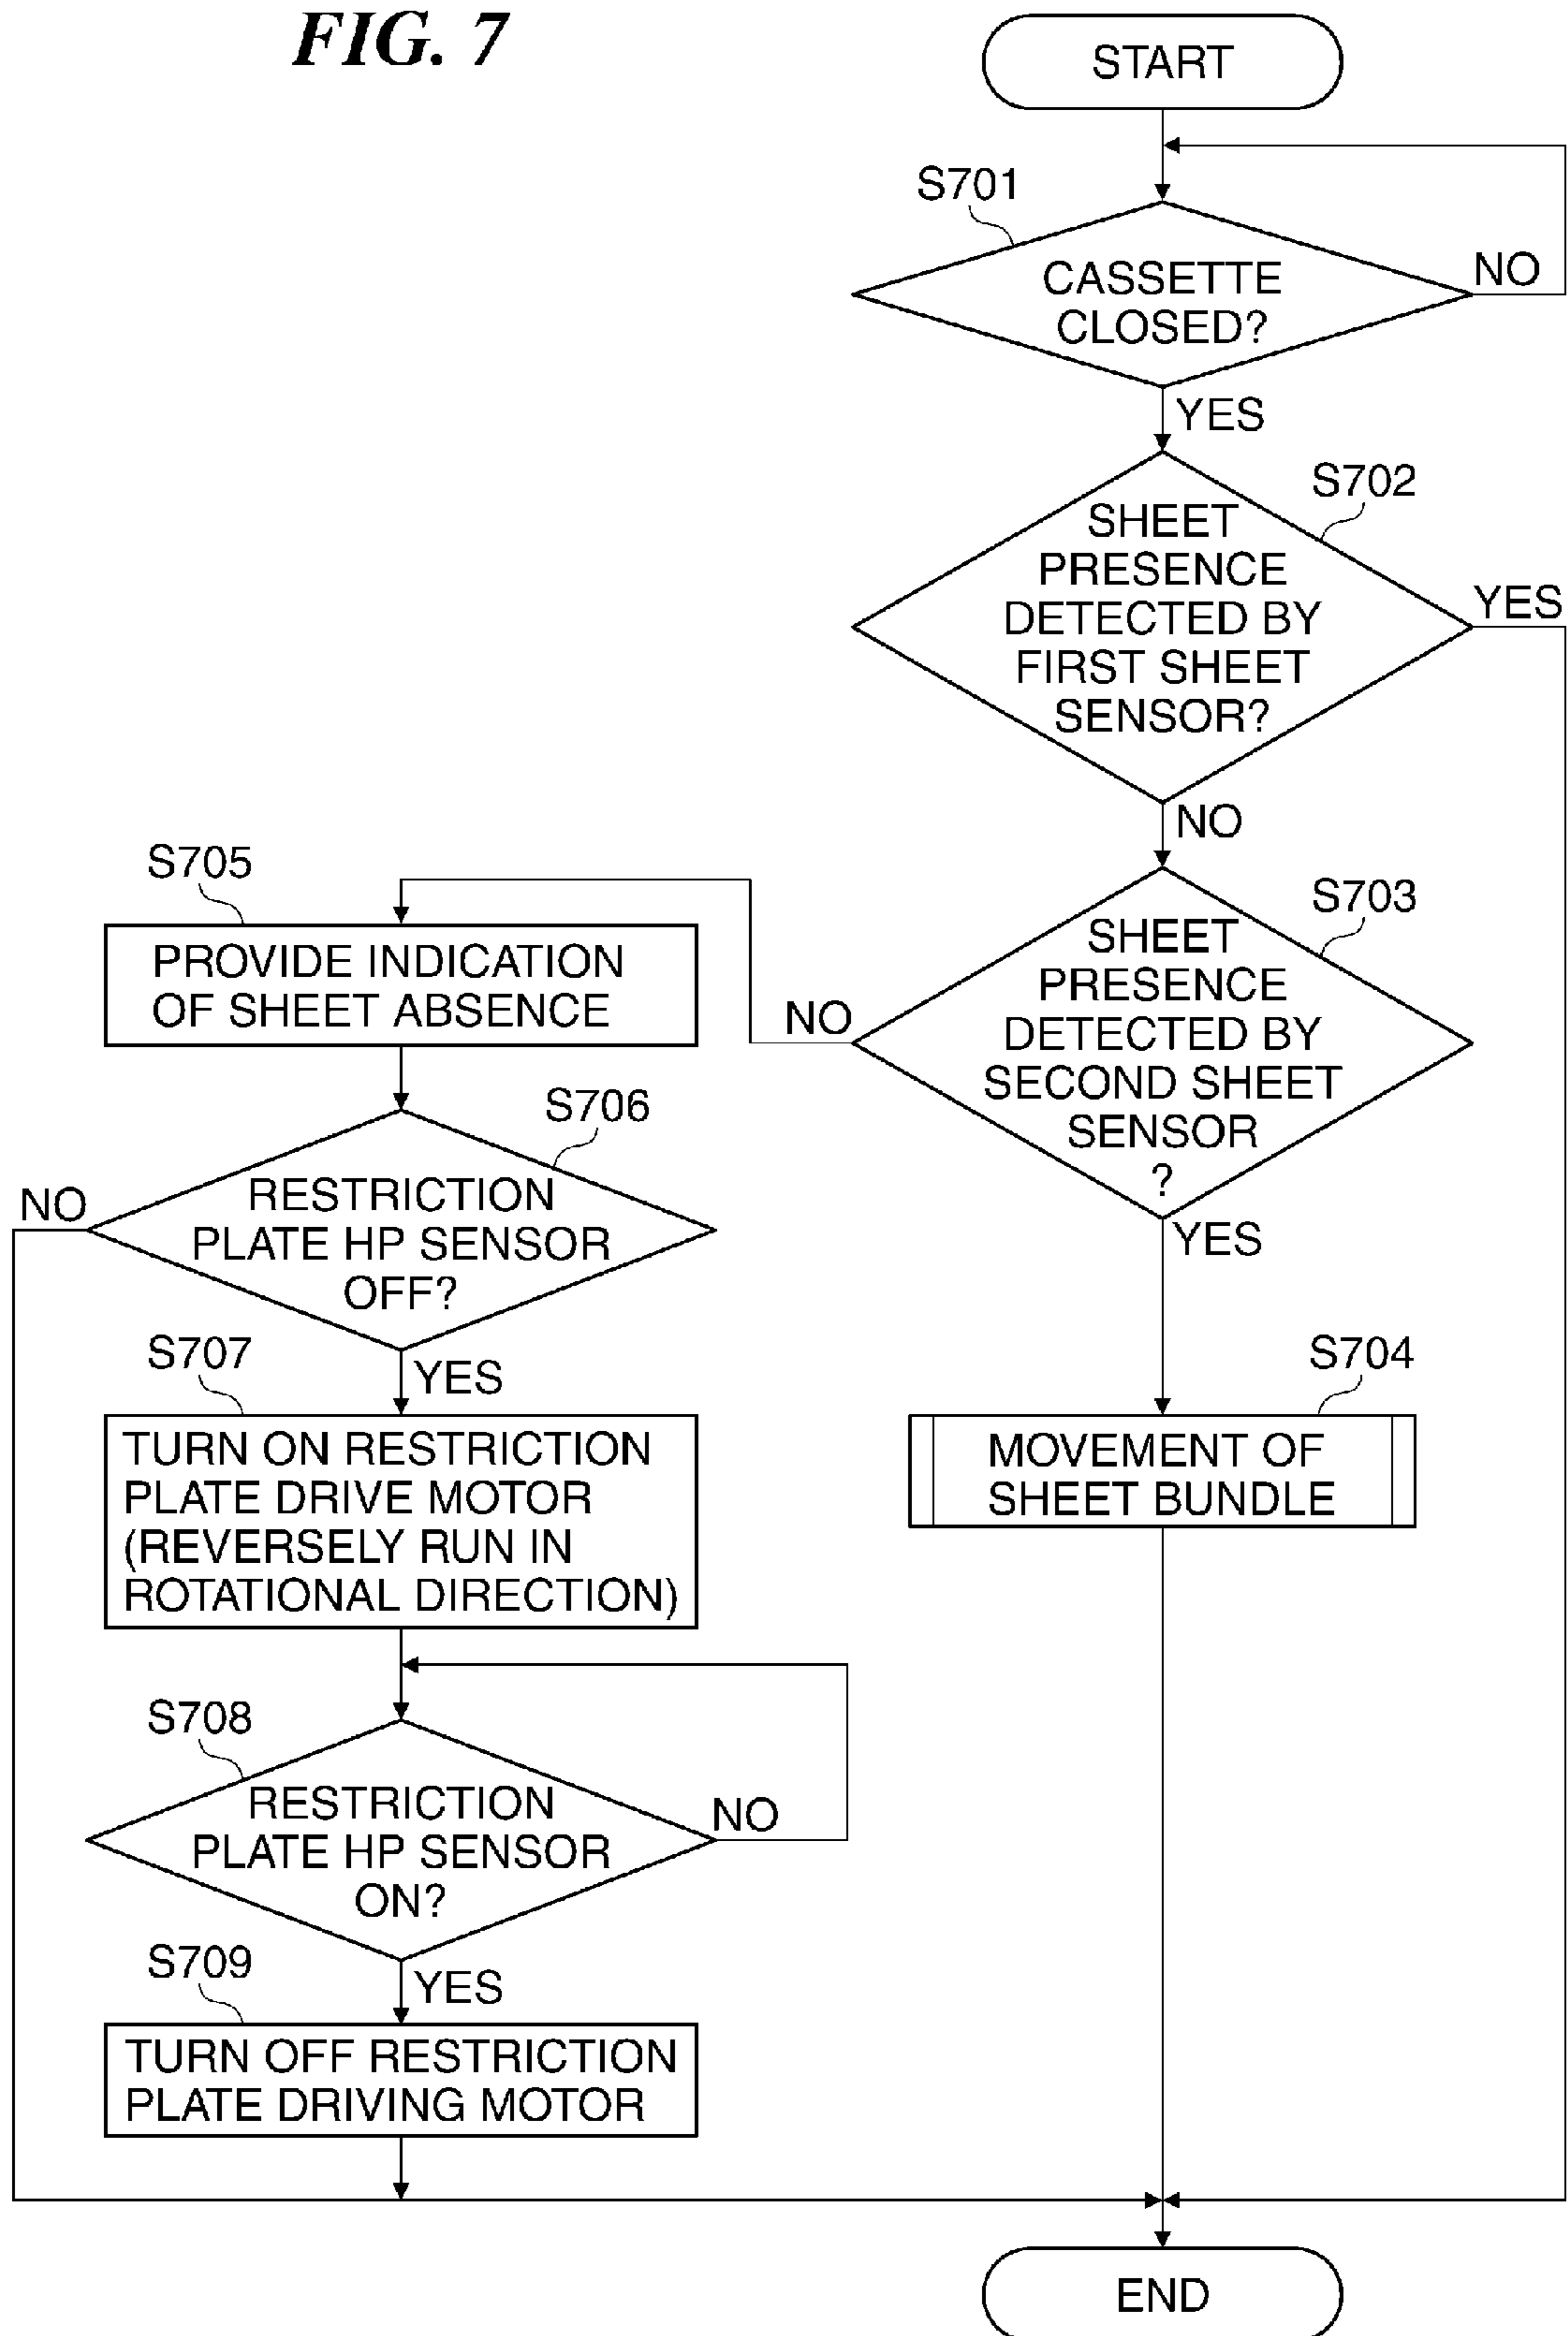 FIG. 7
START
S701
CASSETTE
CLOSED?
NO
YES
S702
SHEET
PRESENCE
DETECTED BY
FIRST SHEET
SENSOR?
YES
NO
S703
SHEET
PRESENCE
DETECTED BY
SECOND SHEET
SENSOR
?
NO
YES
S704
MOVEMENT OF
SHEET BUNDLE
S705
PROVIDE INDICATION
OF SHEET ABSENCE
S706
RESTRICTION
PLATE HP SENSOR
OFF?
NO
YES
S707
TURN ON RESTRICTION
PLATE DRIVE MOTOR
(REVERSELY RUN IN
ROTATIONAL DIRECTION)
S708
RESTRICTION
PLATE HP SENSOR
ON?
NO
YES
S709
TURN OFF RESTRICTION
PLATE DRIVING MOTOR
END